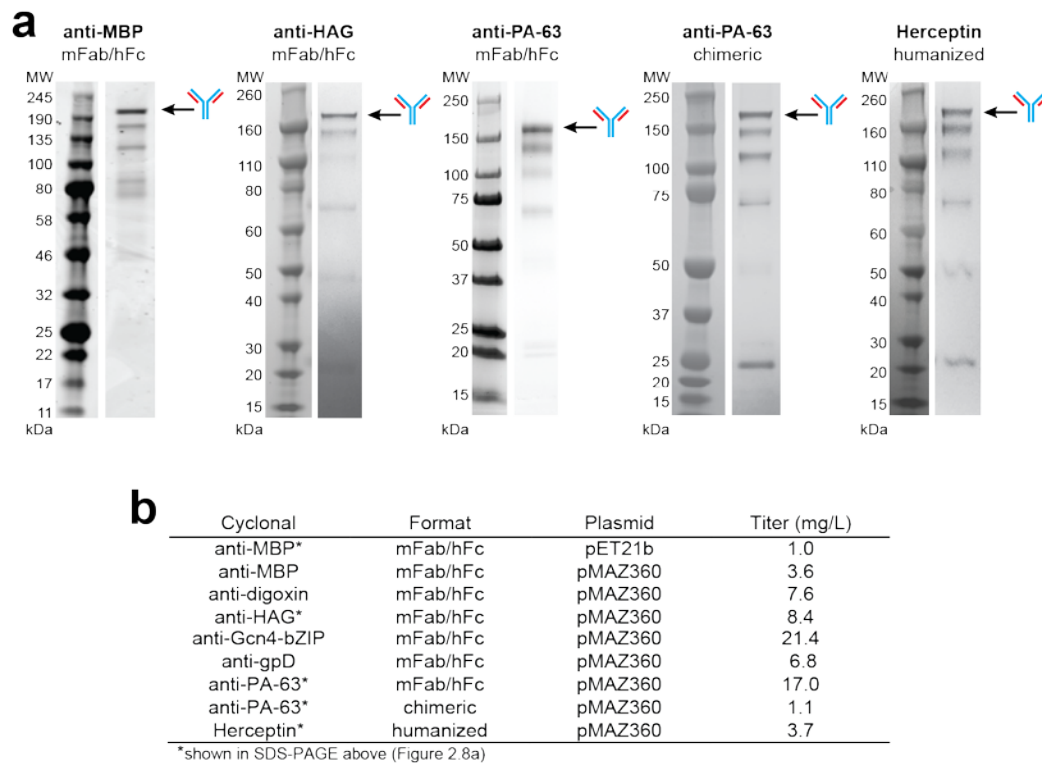 a
anti-MBP
mFab/hFc
MW
245
190
135
100
80
58
46
32
25
22
17
11
kDa
anti-HAG
mFab/hFc
MW
260
160
110
80
60
50
40
30
20
15
kDa
anti-PA-63
mFab/hFc
MW
250
150
100
75
50
37
25
20
15
kDa
anti-PA-63
chimeric
MW
260
150
100
75
50
37
25
20
15
kDa
Herceptin
humanized
MW
260
160
110
80
60
50
40
30
20
15
kDa
b
Cyclonal Format Plasmid Titer (mg/L)
anti-MBP* mFab/hFc pET21b 1.0
anti-MBP mFab/hFc pMAZ360 3.6
anti-digoxin mFab/hFc pMAZ360 7.6
anti-HAG* mFab/hFc pMAZ360 8.4
anti-Gcn4-bZIP mFab/hFc pMAZ360 21.4
anti-gpD mFab/hFc pMAZ360 6.8
anti-PA-63* mFab/hFc pMAZ360 17.0
anti-PA-63* chimeric pMAZ360 1.1
Herceptin* humanized pMAZ360 3.7
*shown in SDS-PAGE above (Figure 2.8a)